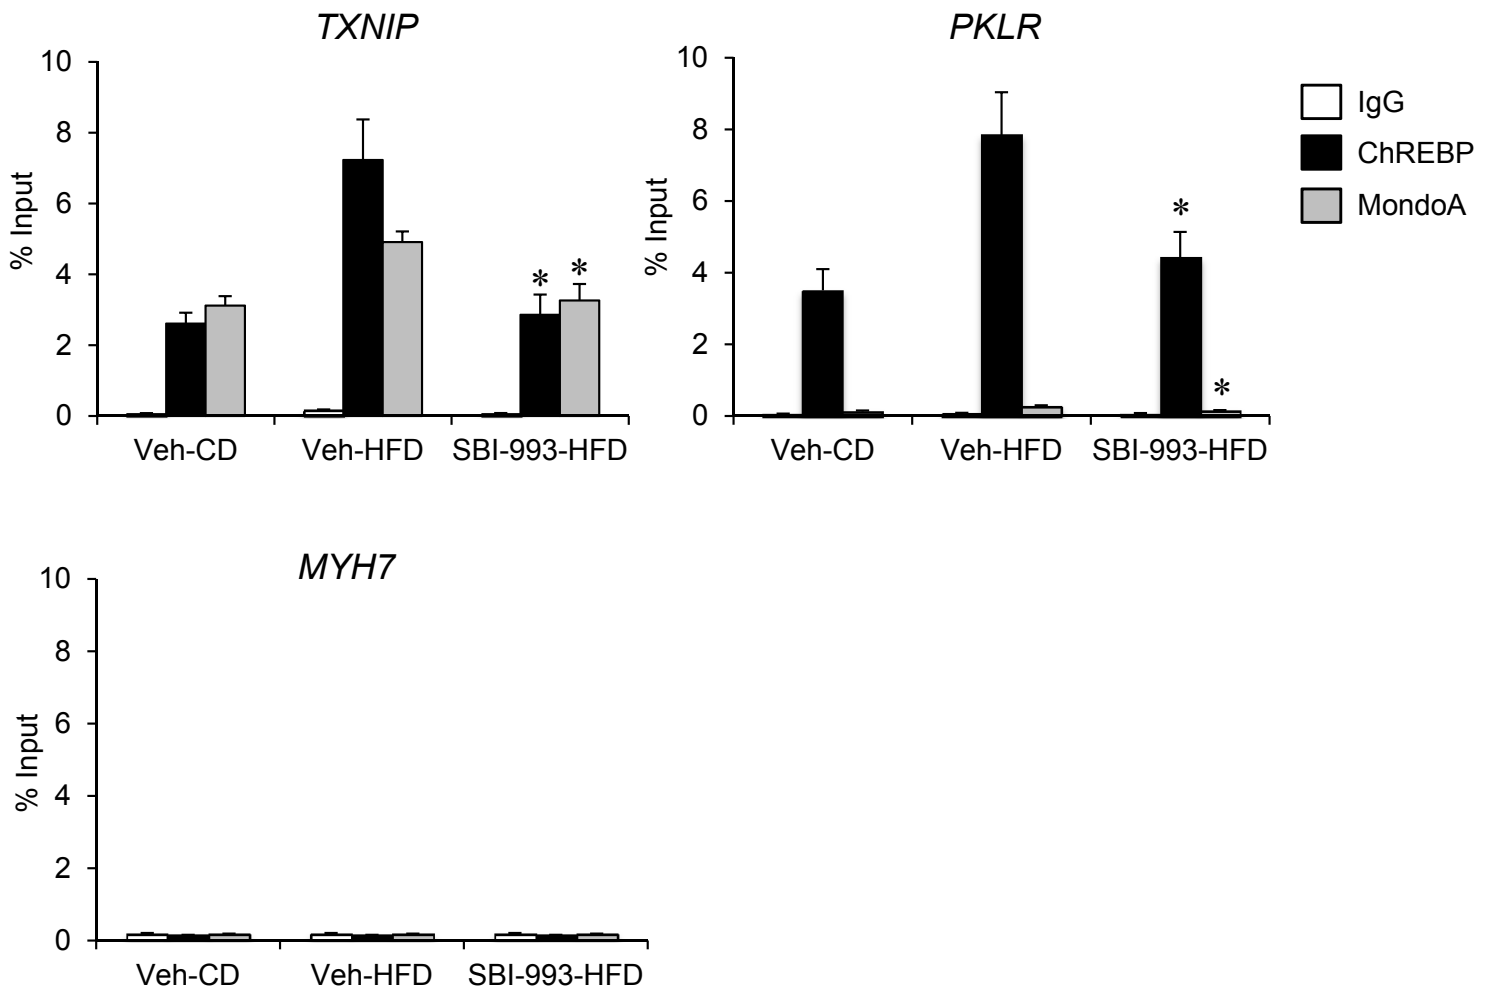 TXNIP
10
8
6
4
2
0
% Input
* *
Veh-CD Veh-HFD SBI-993-HFD
PKLR
10
8
6
4
2
0
% Input
*
*
Veh-CD Veh-HFD SBI-993-HFD
IgG
ChREBP
MondoA
MYH7
10
8
6
4
2
0
% Input
Veh-CD Veh-HFD SBI-993-HFD